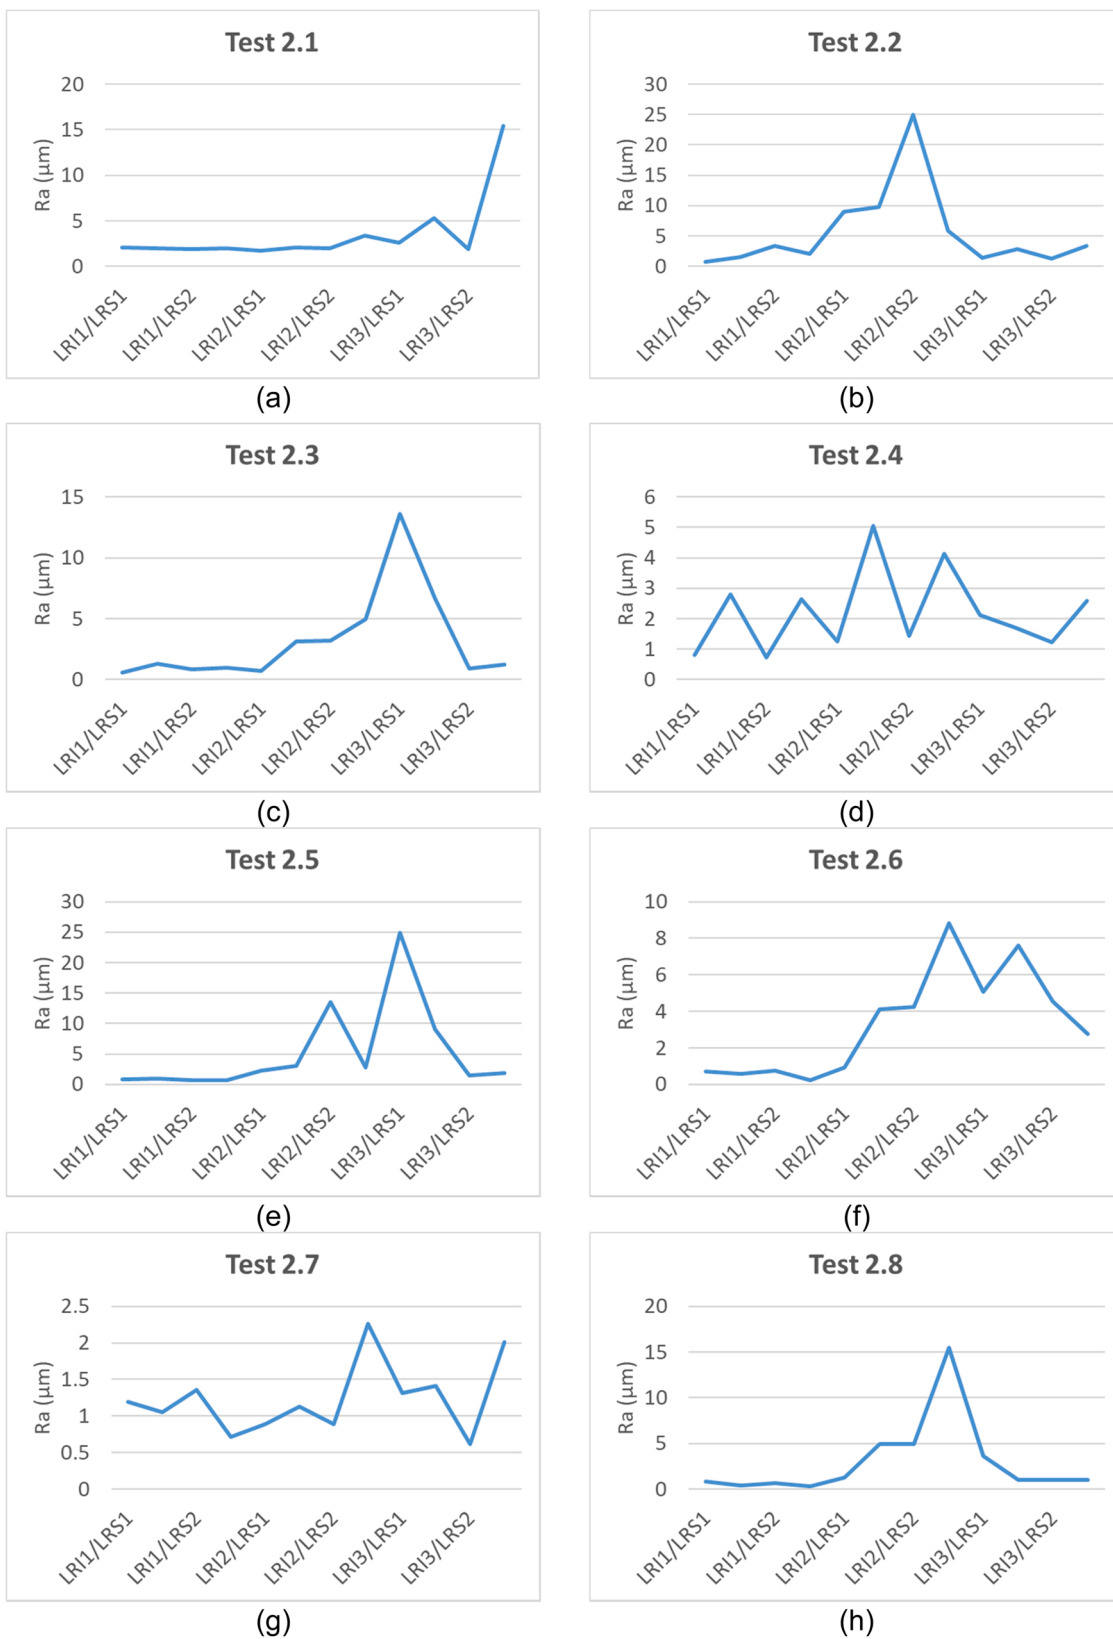 Test 2.1
20
15
10
5
0
Ra (μm)
LRI1/LRS1
LRI1/LRS2
LRI2/LRS1
LRI2/LRS2
LRI3/LRS1
LRI3/LRS2
(a)
Test 2.2
30
25
20
15
10
5
0
Ra (μm)
LRI1/LRS1
LRI1/LRS2
LRI2/LRS1
LRI2/LRS2
LRI3/LRS1
LRI3/LRS2
(b)
Test 2.3
15
10
5
0
Ra (μm)
LRI1/LRS1
LRI1/LRS2
LRI2/LRS1
LRI2/LRS2
LRI3/LRS1
LRI3/LRS2
(c)
Test 2.4
6
5
4
3
2
1
0
Ra (μm)
LRI1/LRS1
LRI1/LRS2
LRI2/LRS1
LRI2/LRS2
LRI3/LRS1
LRI3/LRS2
(d)
Test 2.5
30
25
20
15
10
5
0
Ra (μm)
LRI1/LRS1
LRI1/LRS2
LRI2/LRS1
LRI2/LRS2
LRI3/LRS1
LRI3/LRS2
(e)
Test 2.6
10
8
6
4
2
0
Ra (μm)
LRI1/LRS1
LRI1/LRS2
LRI2/LRS1
LRI2/LRS2
LRI3/LRS1
LRI3/LRS2
(f)
Test 2.7
2.5
2
1.5
1
0.5
0
Ra (μm)
LRI1/LRS1
LRI1/LRS2
LRI2/LRS1
LRI2/LRS2
LRI3/LRS1
LRI3/LRS2
(g)
Test 2.8
20
15
10
5
0
Ra (μm)
LRI1/LRS1
LRI1/LRS2
LRI2/LRS1
LRI2/LRS2
LRI3/LRS1
LRI3/LRS2
(h)